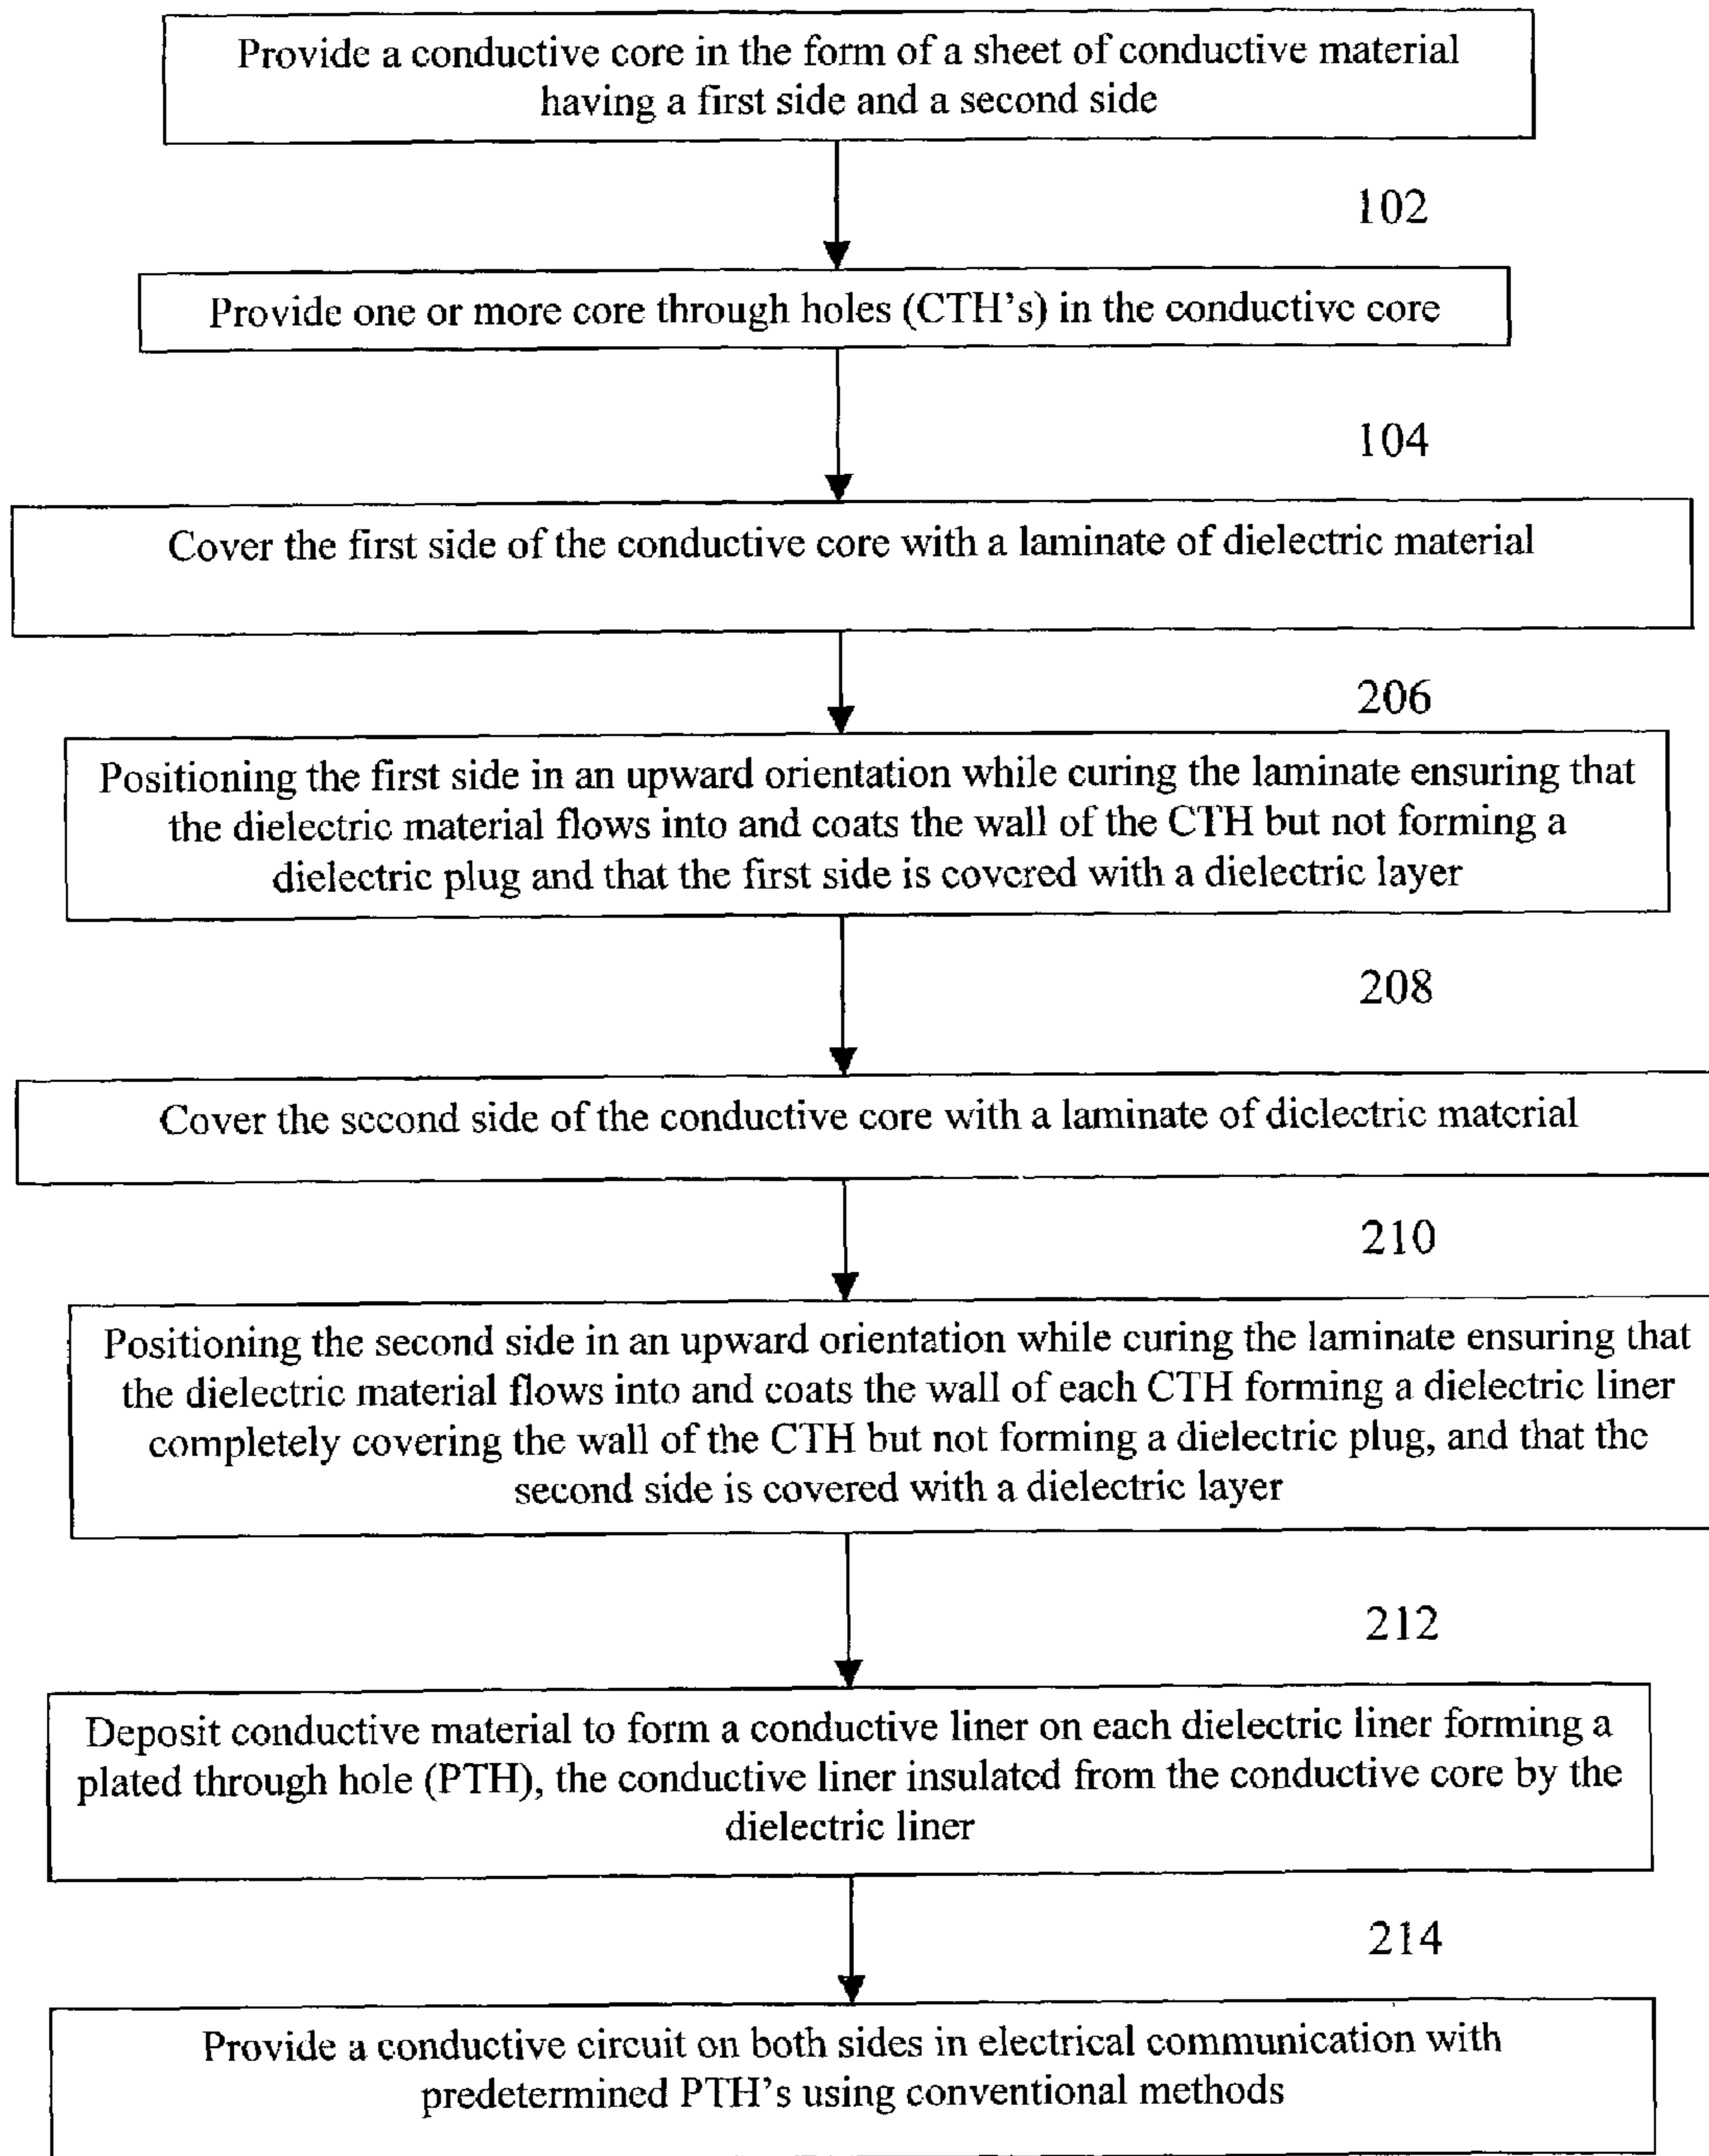 Provide a conductive core in the form of a sheet of conductive material
having a first side and a second side
102
Provide one or more core through holes (CTH's) in the conductive core
104
Cover the first side of the conductive core with a laminate of dielectric material
206
Positioning the first side in an upward orientation while curing the laminate ensuring that
the dielectric material flows into and coats the wall of the CTH but not forming a
dielectric plug and that the first side is covered with a dielectric layer
208
Cover the second side of the conductive core with a laminate of dielectric material
210
Positioning the second side in an upward orientation while curing the laminate ensuring that
the dielectric material flows into and coats the wall of each CTH forming a dielectric liner
completely covering the wall of the CTH but not forming a dielectric plug, and that the
second side is covered with a dielectric layer
212
Deposit conductive material to form a conductive liner on each dielectric liner forming a
plated through hole (PTH), the conductive liner insulated from the conductive core by the
dielectric liner
214
Provide a conductive circuit on both sides in electrical communication with
predetermined PTH's using conventional methods